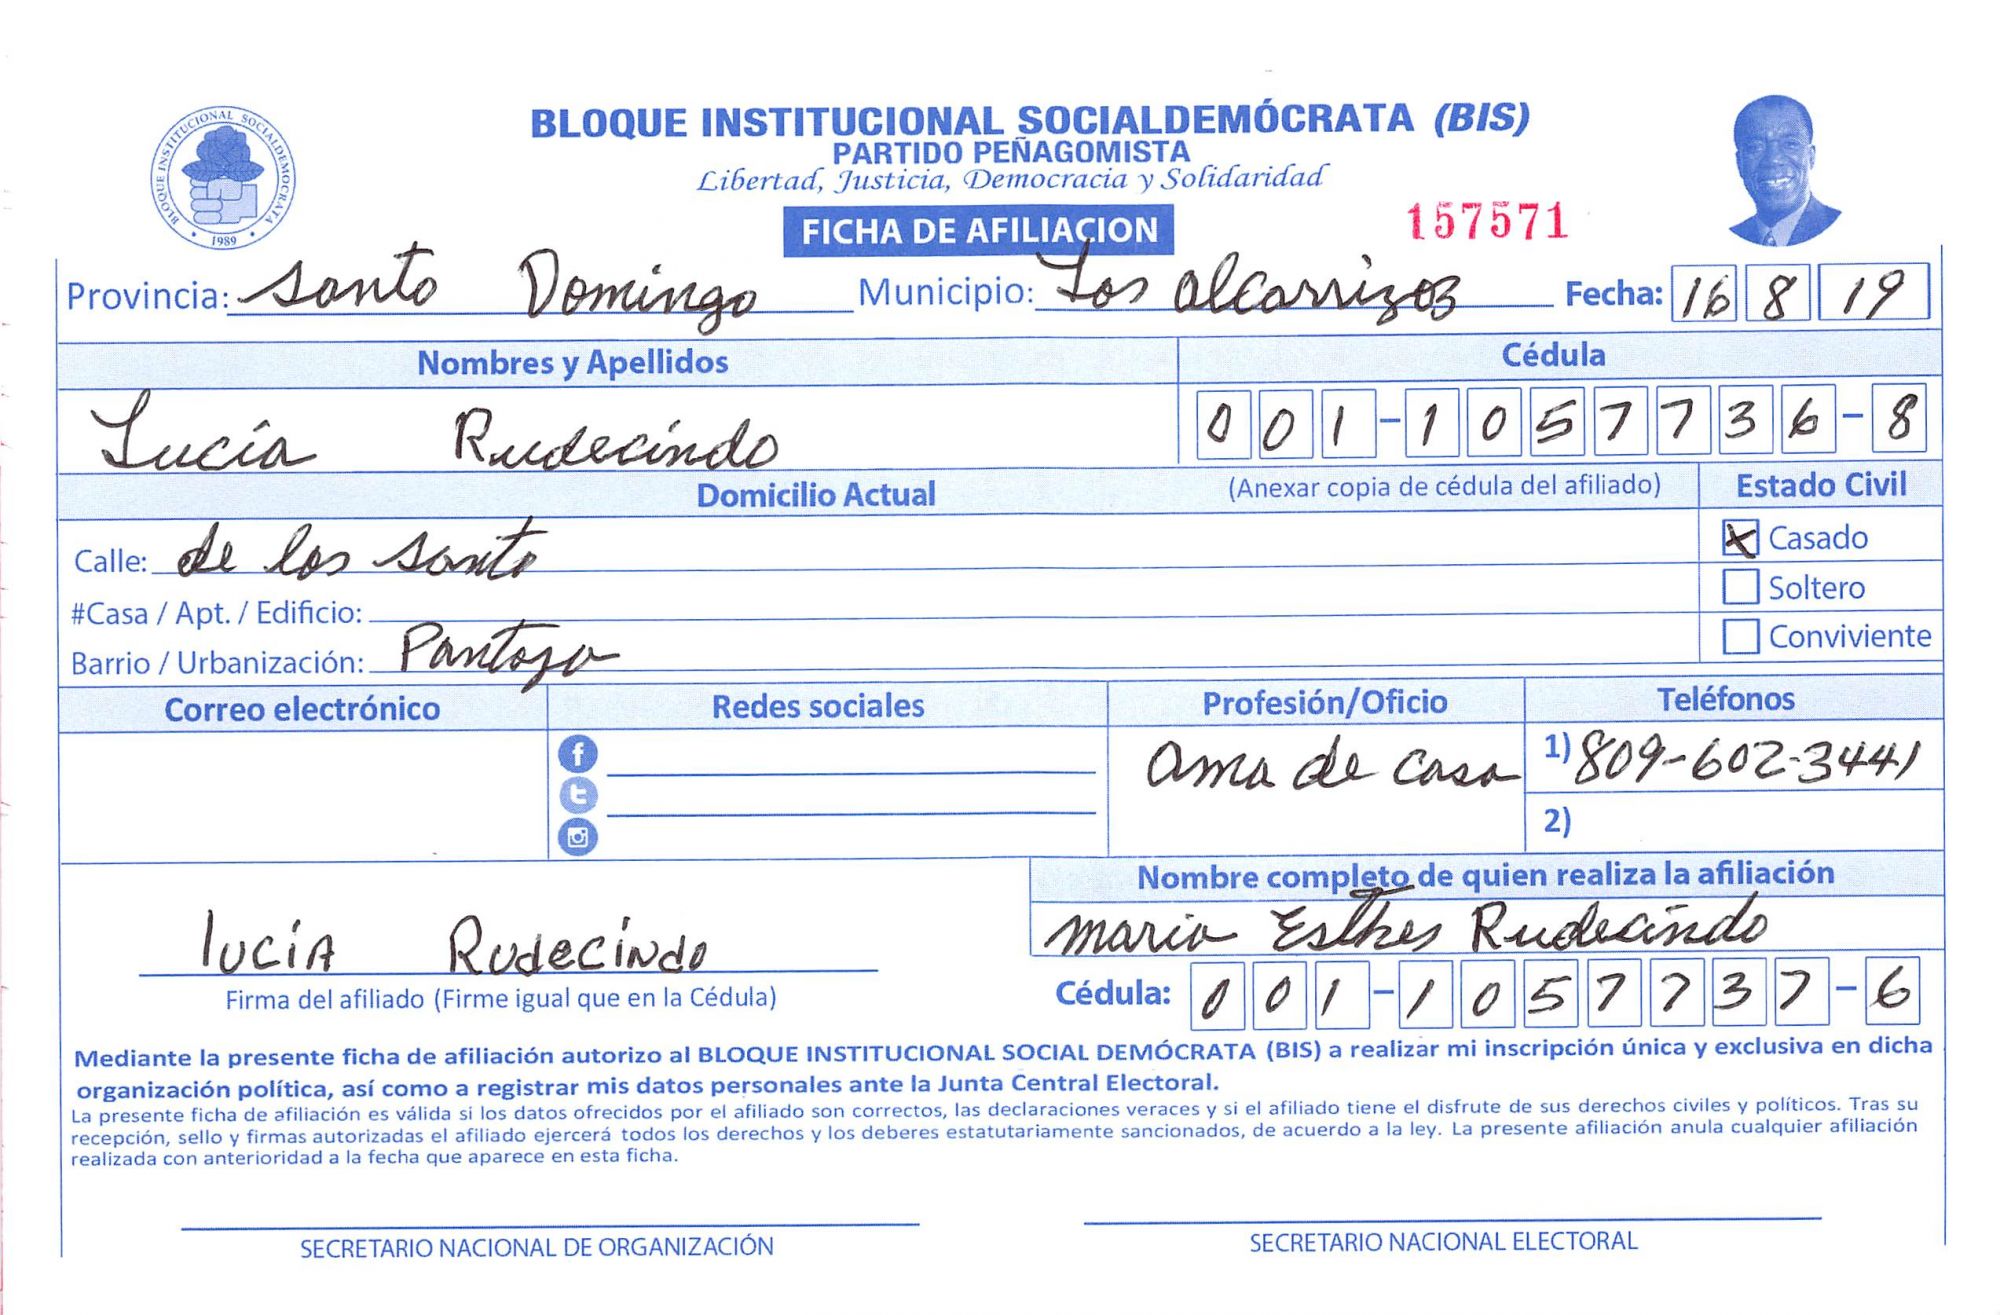 BLOQUE INSTITUCIONAL SOCIALDEMÓCRATA (BIS)
PARTIDO PEÑAGOMISTA
Libertad, Justicia, Democracia y Solidaridad
BLOQUE INSTITUCIONAL SOCIALDEMOCRATA
• 1989 •
FICHA DE AFILIACION
157571
Provincia: Santo Domingo Municipio: Los alcarrizoz Fecha: 16 8 19
Nombres y Apellidos Cédula
Lucía Rudecindo 001-1057736-8
Domicilio Actual (Anexar copia de cédula del afiliado) Estado Civil
Calle: de los santo X Casado
#Casa / Apt. / Edificio: Soltero
Barrio / Urbanización: Pantoja Conviviente
Correo electrónico Redes sociales Profesión/Oficio Teléfonos
ama de casa 1) 809-602-3441
2)
Nombre completo de quien realiza la afiliación
maria Esther Rudecindo
lucía Rudecindo
Firma del afiliado (Firme igual que en la Cédula) Cédula: 001-1057737-6
Mediante la presente ficha de afiliación autorizo al BLOQUE INSTITUCIONAL SOCIAL DEMÓCRATA (BIS) a realizar mi inscripción única y exclusiva en dicha
organización política, así como a registrar mis datos personales ante la Junta Central Electoral.
La presente ficha de afiliación es válida si los datos ofrecidos por el afiliado son correctos, las declaraciones veraces y si el afiliado tiene el disfrute de sus derechos civiles y políticos. Tras su
recepción, sello y firmas autorizadas el afiliado ejercerá todos los derechos y los deberes estatutariamente sancionados, de acuerdo a la ley. La presente afiliación anula cualquier afiliación
realizada con anterioridad a la fecha que aparece en esta ficha.
SECRETARIO NACIONAL DE ORGANIZACIÓN SECRETARIO NACIONAL ELECTORAL